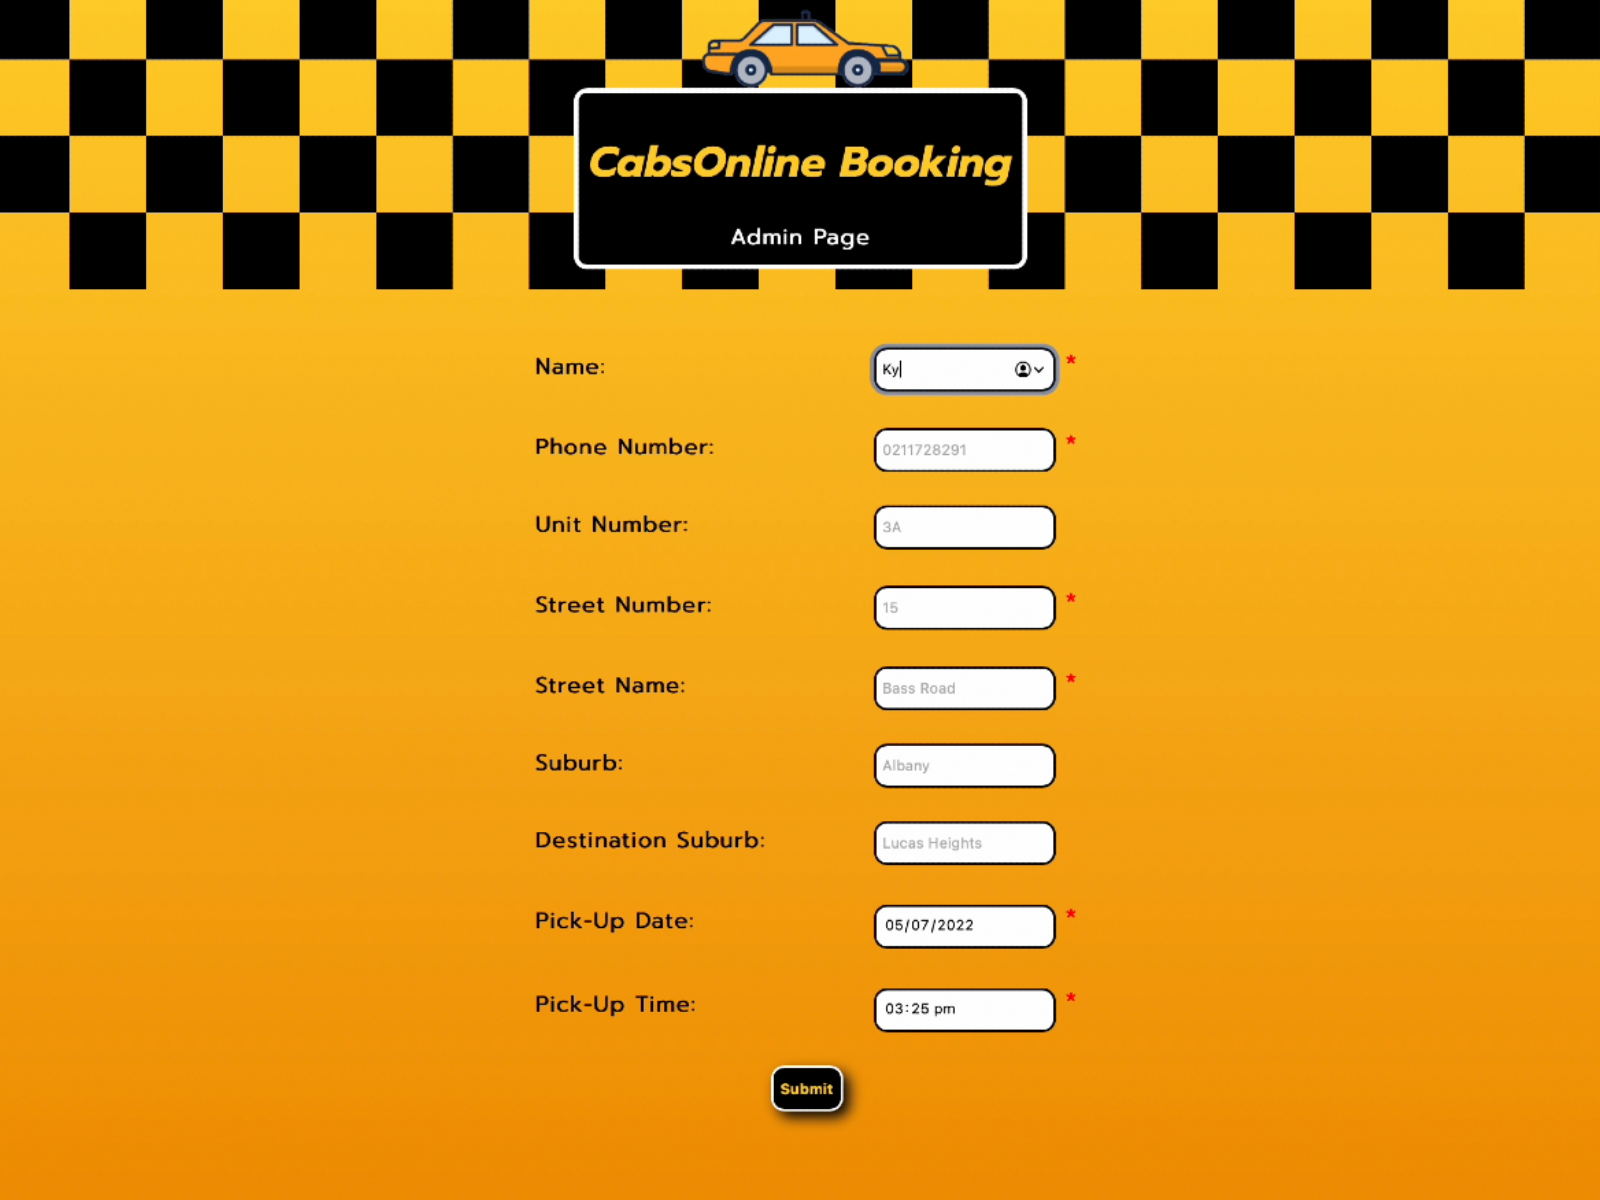 CabsOnline Booking
Admin Page
Name: Ky *
Phone Number: 0211728291 *
Unit Number: 3A
Street Number: 15 *
Street Name: Bass Road *
Suburb: Albany
Destination Suburb: Lucas Heights
Pick-Up Date: 05/07/2022 *
Pick-Up Time: 03:25 pm *
Submit